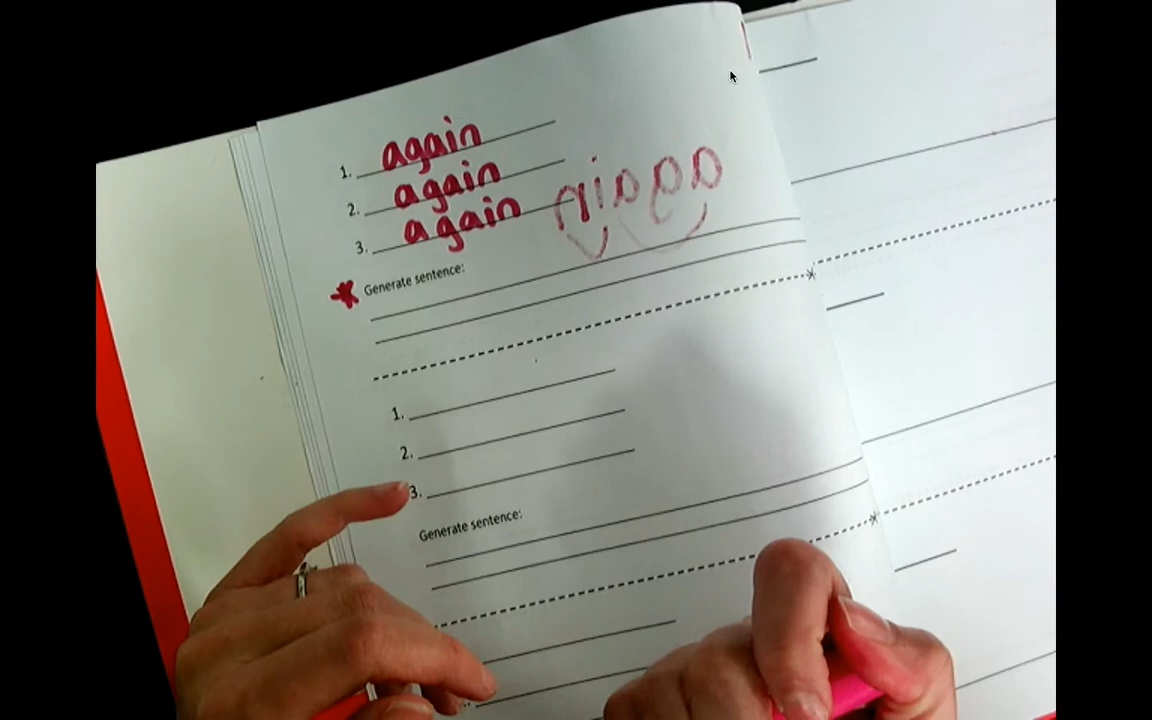 1. again
2. again
3. again
Generate sentence:
1.
2.
3.
Generate sentence: